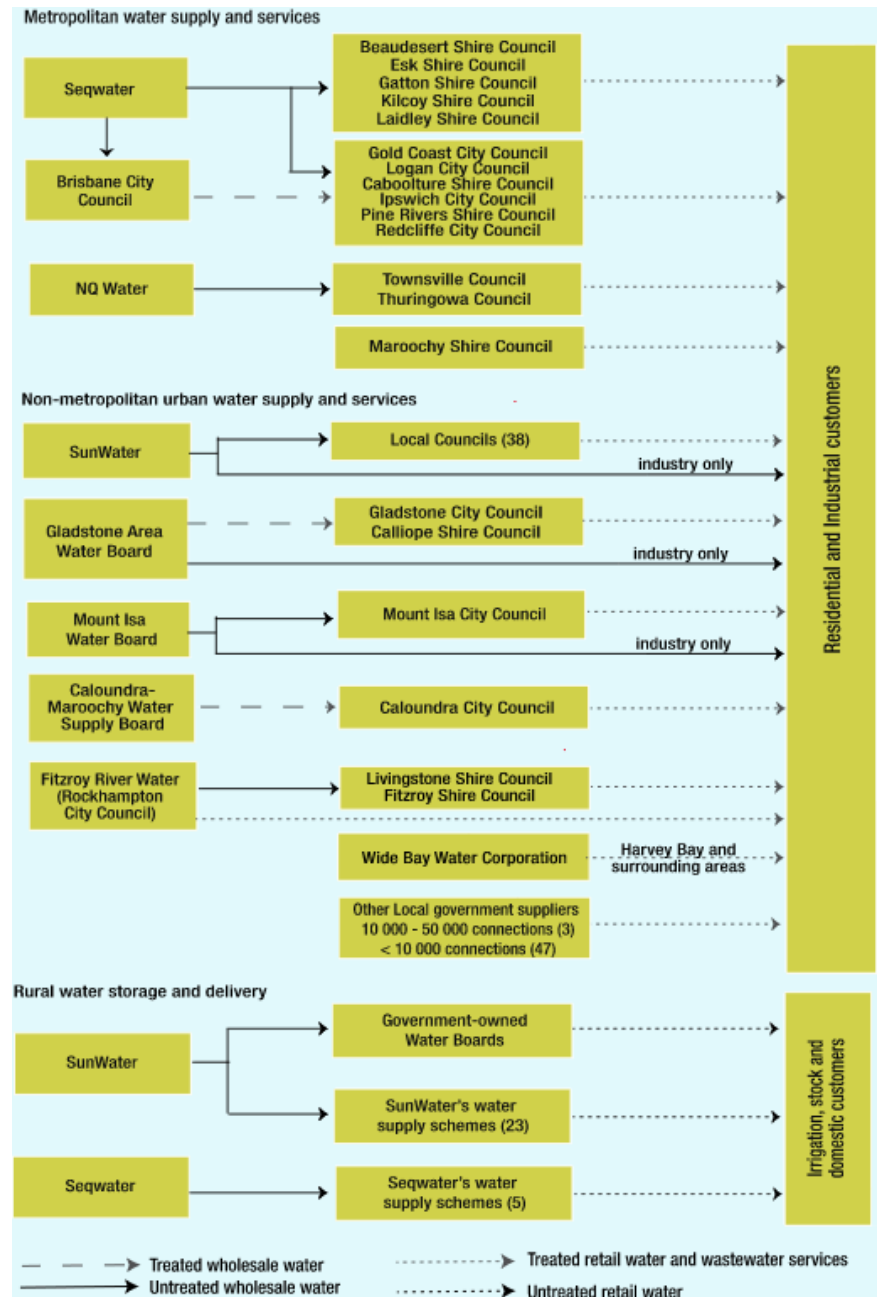 Metropolitan water supply and services
Seqwater
Beaudesert Shire Council
Esk Shire Council
Gatton Shire Council
Kilcoy Shire Council
Laidley Shire Council
Brisbane City
Council
Gold Coast City Council
Logan City Council
Caboolture Shire Council
Ipswich City Council
Pine Rivers Shire Council
Redcliffe City Council
NQ Water
Townsville Council
Thuringowa Council
Maroochy Shire Council
Residential and Industrial customers
Non-metropolitan urban water supply and services
SunWater
Local Councils (38)
industry only
Gladstone Area
Water Board
Gladstone City Council
Calliope Shire Council
industry only
Mount Isa
Water Board
Mount Isa City Council
industry only
Caloundra-
Maroochy Water
Supply Board
Caloundra City Council
Fitzroy River Water
(Rockhampton
City Council)
Livingstone Shire Council
Fitzroy Shire Council
Wide Bay Water Corporation
Harvey Bay and
surrounding areas
Other Local government suppliers
10 000 - 50 000 connections (3)
< 10 000 connections (47)
Rural water storage and delivery
SunWater
Government-owned
Water Boards
SunWater's water
supply schemes (23)
Seqwater
Seqwater's water
supply schemes (5)
Irrigation, stock and
domestic customers
Treated wholesale water
Untreated wholesale water
Treated retail water and wastewater services
Untreated retail water